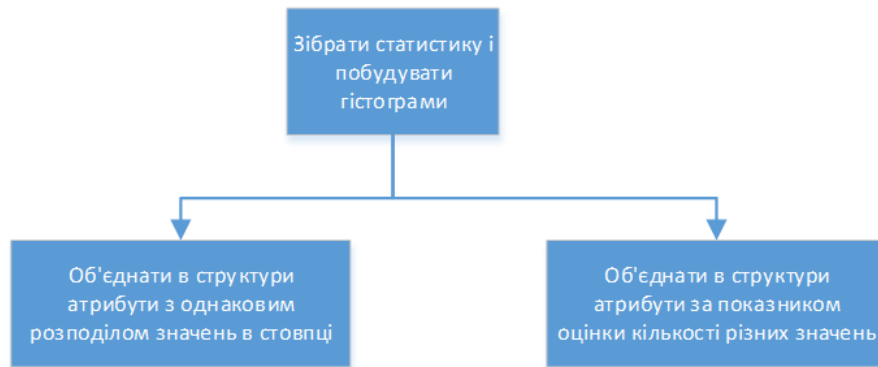 Зібрати статистику і
побудувати
гістограми
Об'єднати в структури
атрибути з однаковим
розподілом значень в стовпці
Об'єднати в структури
атрибути за показником
оцінки кількості різних значень